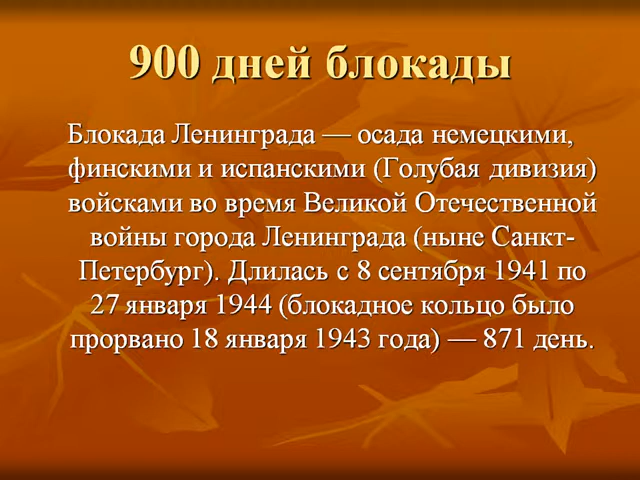 900 дней блокады
Блокада Ленинграда — осада немецкими,
финскими и испанскими (Голубая дивизия)
войсками во время Великой Отечественной
войны города Ленинграда (ныне Санкт-
Петербург). Длилась с 8 сентября 1941 по
27 января 1944 (блокадное кольцо было
прорвано 18 января 1943 года) — 871 день.